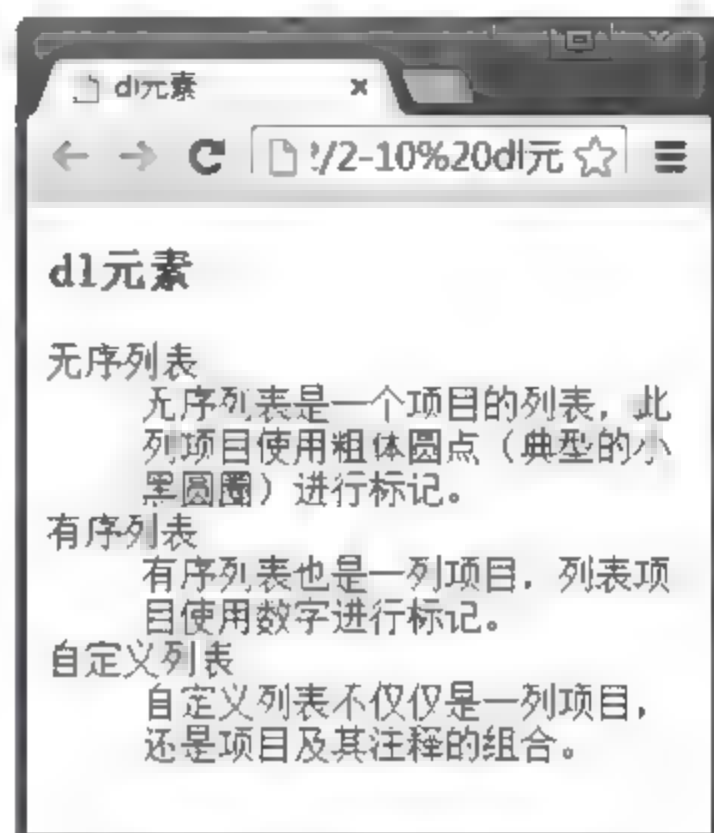 dl元素
!/2-10%20dl元
dl元素
无序列表
无序列表是一个项目的列表，此
列项目使用粗体圆点（典型的小
黑圆圈）进行标记。
有序列表
有序列表也是一列项目，列表项
目使用数字进行标记。
自定义列表
自定义列表不仅仅是一列项目，
还是项目及其注释的组合。